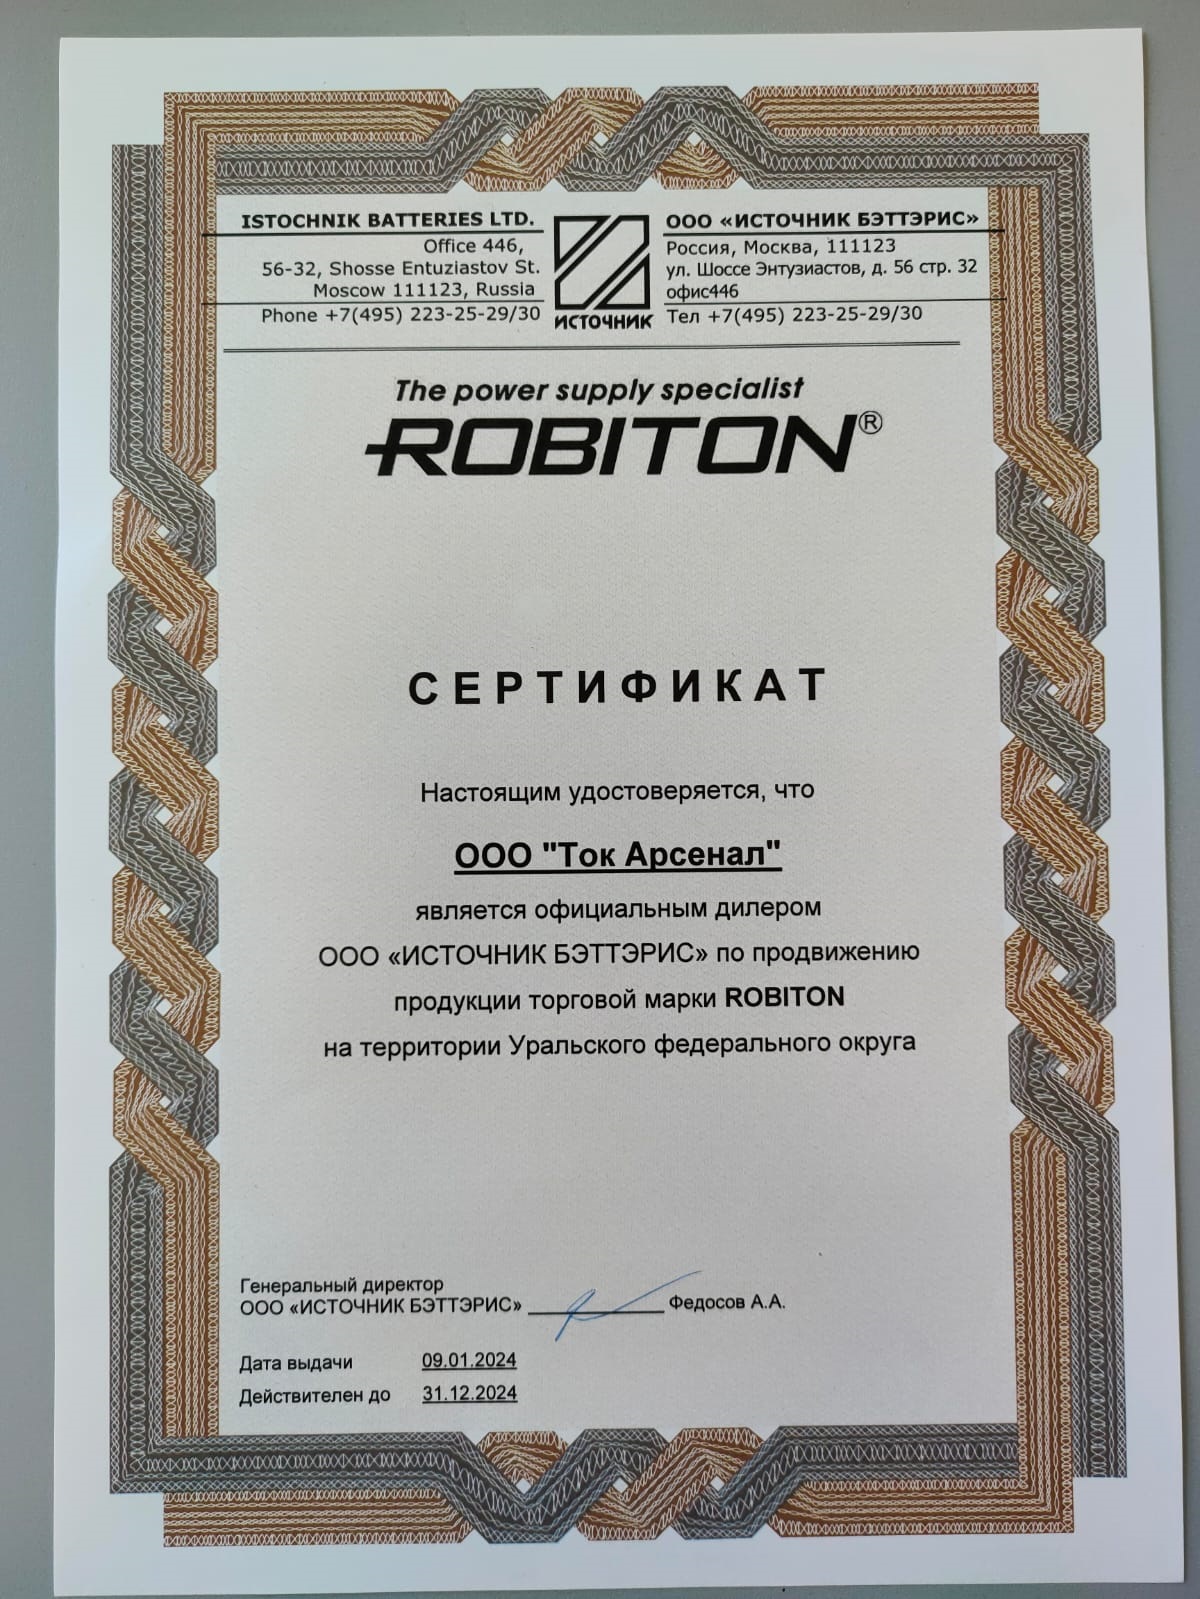 ISTOCHNIK BATTERIES LTD.
Office 446,
56-32, Shosse Entuziastov St.
Moscow 111123, Russia
Phone +7(495) 223-25-29/30
ИСТОЧНИК
ООО «ИСТОЧНИК БЭТТЭРИС»
Россия, Москва, 111123
ул. Шоссе Энтузиастов, д. 56 стр. 32
офис446
Тел +7(495) 223-25-29/30
The power supply specialist
ROBITON®
СЕРТИФИКАТ
Настоящим удостоверяется, что
ООО "Ток Арсенал"
является официальным дилером
ООО «ИСТОЧНИК БЭТТЭРИС» по продвижению
продукции торговой марки ROBITON
на территории Уральского федерального округа
Генеральный директор
ООО «ИСТОЧНИК БЭТТЭРИС» Федосов А.А.
Дата выдачи 09.01.2024
Действителен до 31.12.2024